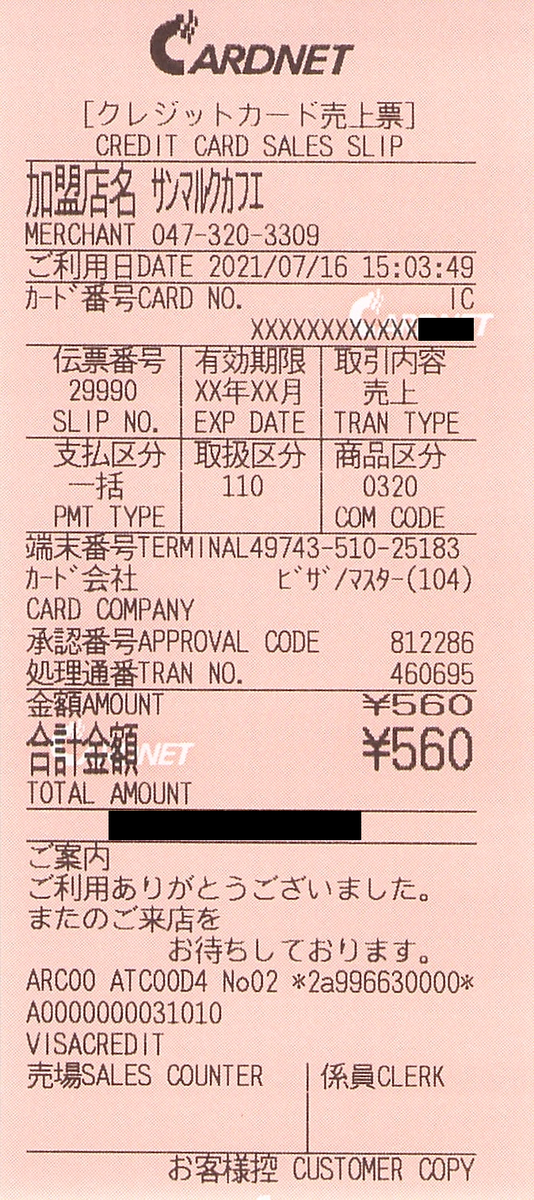 CARDNET
[クレジットカード売上票]
CREDIT CARD SALES SLIP
加盟店名 サンマルクカフエ
MERCHANT 047-320-3309
ご利用日DATE 2021/07/16 15:03:49
ｶｰﾄﾞ番号CARD NO. IC
CARDNET
XXXXXXXXXXXX
伝票番号 有効期限 取引内容
29990 XX年XX月 売上
SLIP NO. EXP DATE TRAN TYPE
支払区分 取扱区分 商品区分
一括 110 0320
PMT TYPE COM CODE
端末番号TERMINAL49743-510-25183
ｶｰﾄﾞ会社 ﾋﾞｻﾞ/ﾏｽﾀｰ(104)
CARD COMPANY
承認番号APPROVAL CODE 812286
処理通番TRAN NO. 460695
金額AMOUNT ¥560
合計金額 ¥560
CARDNET
TOTAL AMOUNT
ご案内
ご利用ありがとうございました。
またのご来店を
お待ちしております。
ARC00 ATC00D4 No02 *2a996630000*
A0000000031010
VISACREDIT
売場SALES COUNTER 係員CLERK
お客様控 CUSTOMER COPY